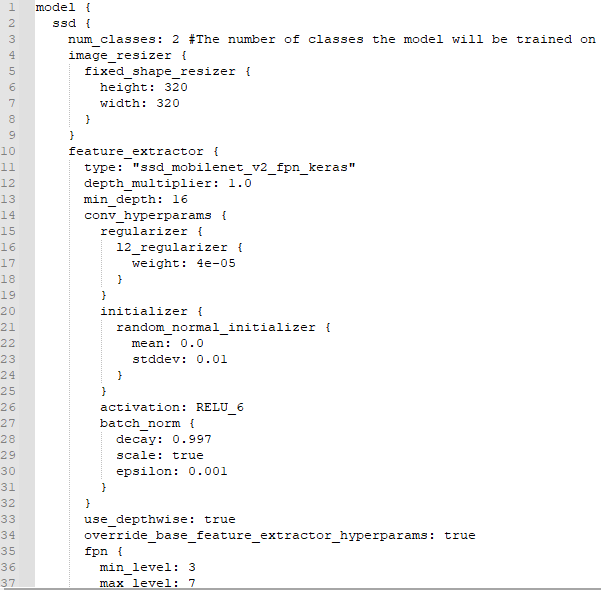 1 model {
2 ssd {
3 num_classes: 2 #The number of classes the model will be trained on
4 image_resizer {
5 fixed_shape_resizer {
6 height: 320
7 width: 320
8 }
9 }
10 feature_extractor {
11 type: "ssd_mobilenet_v2_fpn_keras"
12 depth_multiplier: 1.0
13 min_depth: 16
14 conv_hyperparams {
15 regularizer {
16 l2_regularizer {
17 weight: 4e-05
18 }
19 }
20 initializer {
21 random_normal_initializer {
22 mean: 0.0
23 stddev: 0.01
24 }
25 }
26 activation: RELU_6
27 batch_norm {
28 decay: 0.997
29 scale: true
30 epsilon: 0.001
31 }
32 }
33 use_depthwise: true
34 override_base_feature_extractor_hyperparams: true
35 fpn {
36 min_level: 3
37 max_level: 7